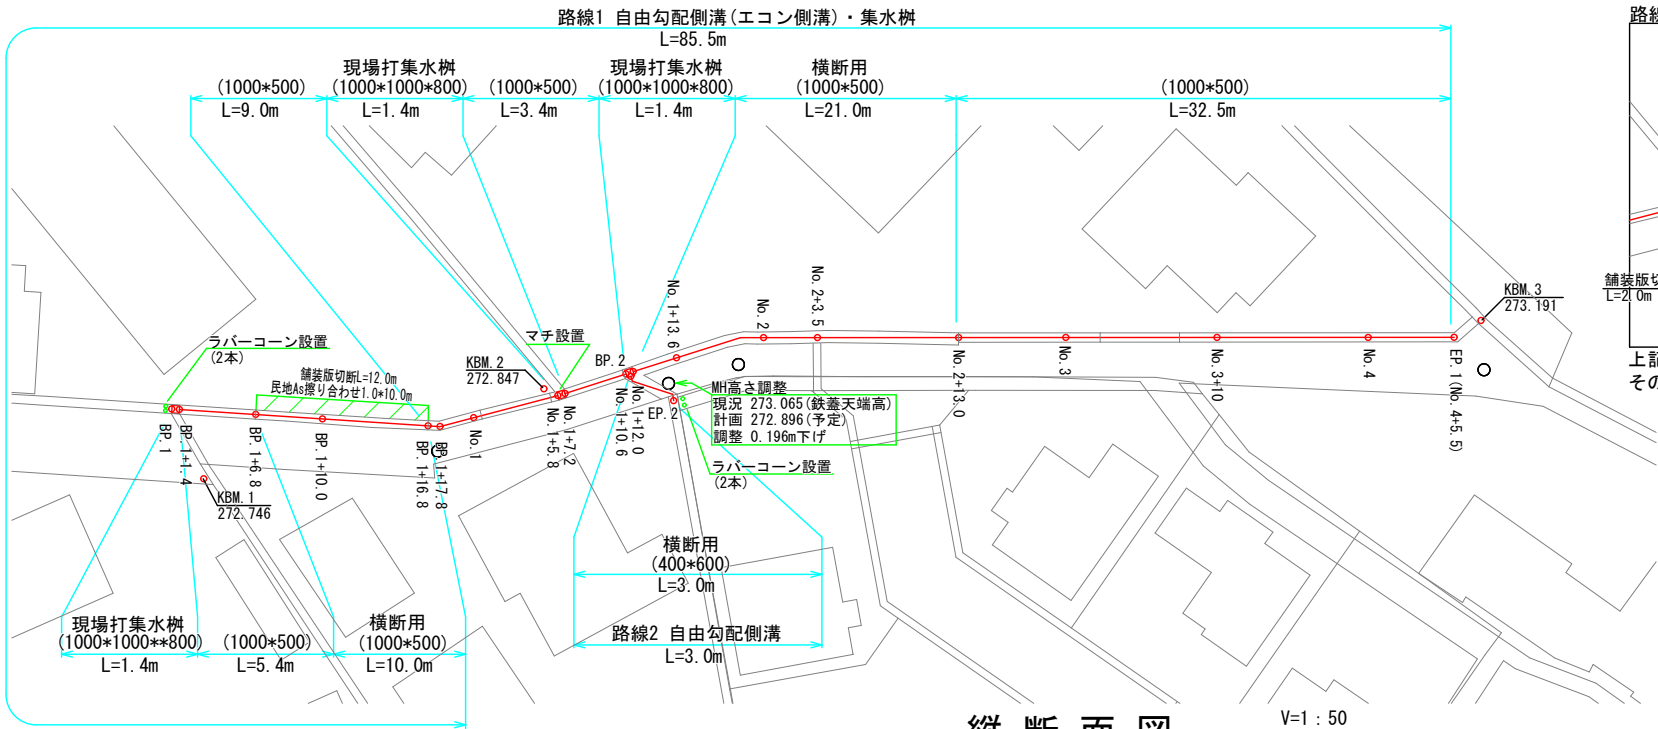 路線1 自由勾配側溝(エコン側溝)・集水桝
L=85.5m
(1000*500)
L=9.0m
現場打集水桝
(1000*1000*800)
L=1.4m
(1000*500)
L=3.4m
現場打集水桝
(1000*1000*800)
L=1.4m
横断用
(1000*500)
L=21.0m
(1000*500)
L=32.5m
路線
舗装版切
L=2.0m
上記
その
ラバーコーン設置
(2本)
舗装版切断L=12.0m
民地As擦り合わせ1.0*10.0m
KBM.2
272.847
マチ設置
BP.2
No.1+13.6
No.2
No.2+3.5
KBM.3
273.191
MH高さ調整
現況 273.065(鉄蓋天端高)
計画 272.896(予定)
調整 0.196m下げ
EP.2
ラバーコーン設置
(2本)
BP.1
BP.1+1.4
BP.1+6.8
BP.1+10.0
BP.1+16.8
BP.1+17.8
No.1
No.1+5.8
No.1+7.2
No.1+10.6
No.1+12.0
No.2+13.0
No.3
No.3+10
No.4
EP.1(No.4+5.5)
KBM.1
272.746
現場打集水桝
(1000*1000**800)
L=1.4m
(1000*500)
L=5.4m
横断用
(1000*500)
L=10.0m
横断用
(400*600)
L=3.0m
路線2 自由勾配側溝
L=3.0m
縦断面図
V=1：50